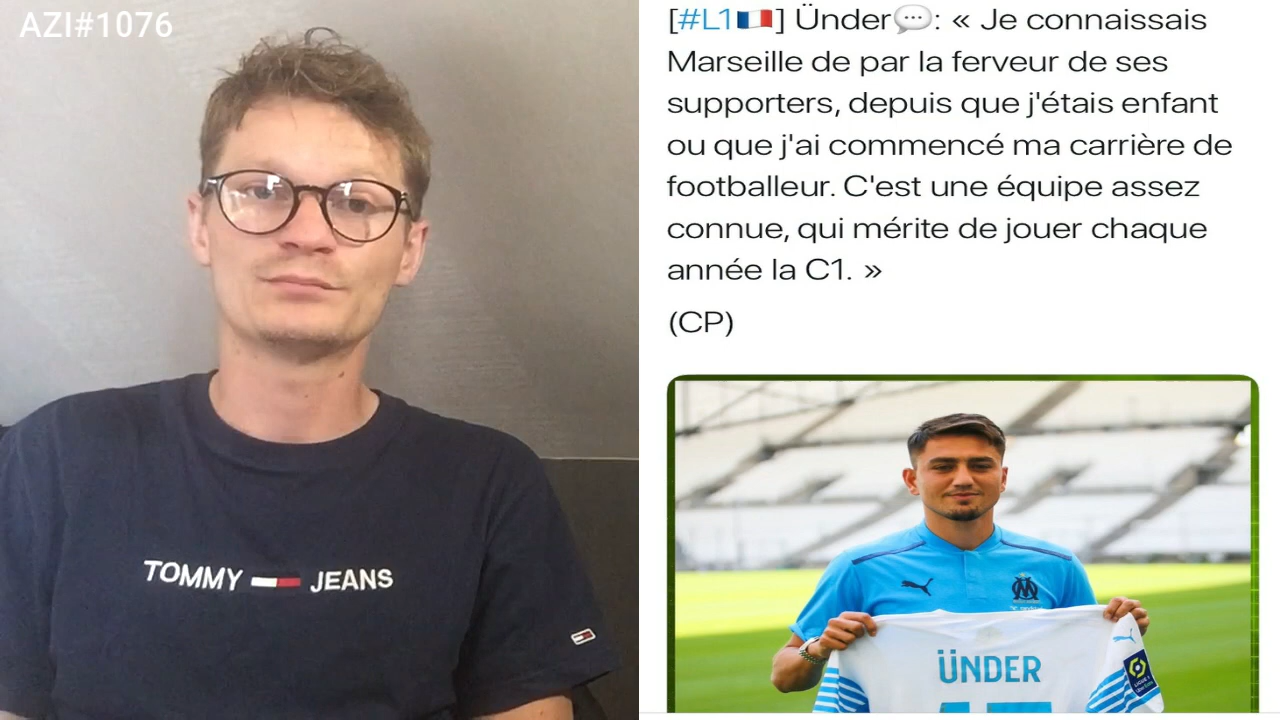 AZI#1076
TOMMY JEANS
[#L1🇫🇷] Ünder💬: « Je connaissais
Marseille de par la ferveur de ses
supporters, depuis que j'étais enfant
ou que j'ai commencé ma carrière de
footballeur. C'est une équipe assez
connue, qui mérite de jouer chaque
année la C1. »
(CP)
ÜNDER